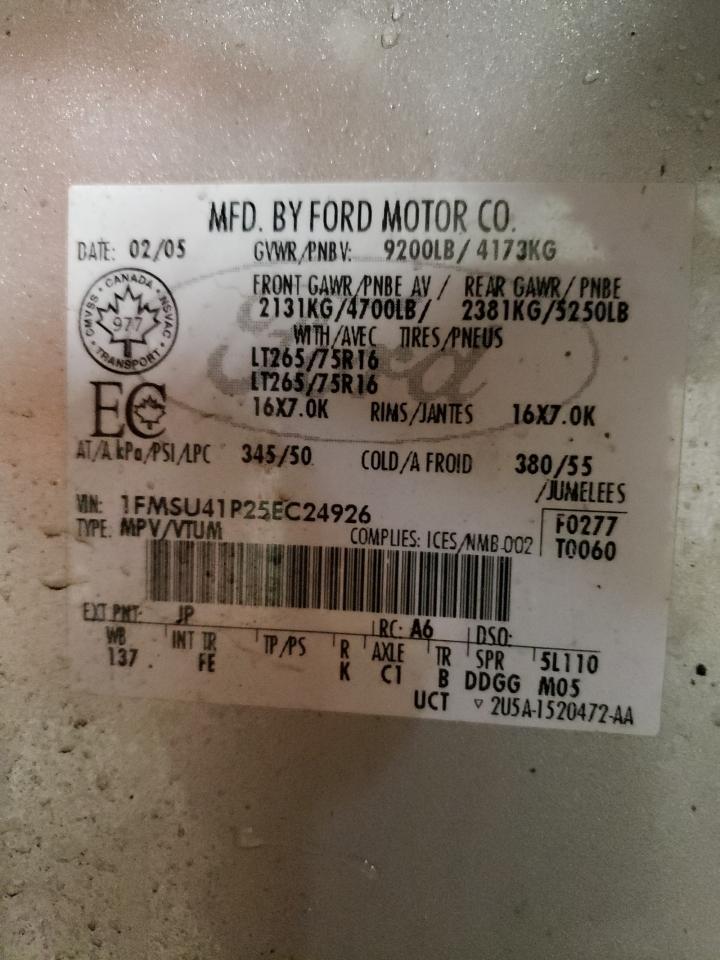 MFD. BY FORD MOTOR CO.
DATE: 02/05 GVWR/PNBV: 9200LB/ 4173KG
CMVSS · CANADA · NSVAC · TRANSPORT ·
977
FRONT GAWR/PNBE AV / REAR GAWR/ PNBE
2131KG/4700LB/ 2381KG/5250LB
WITH/AVEC TIRES/PNEUS
LT265/75R16
LT265/75R16
Ford
EC
16X7.0K RIMS/JANTES 16X7.0K
AT/A kPa/PSI/LPC 345/50 COLD/A FROID 380/55
/JUMELEES
VIN: 1FMSU41P25EC24926
F0277
TYPE: MPV/VTUM COMPLIES: ICES/NMB-002 T0060
EXT PNT: JP RC: A6 DSO:
WB INT TR TP/PS R AXLE TR SPR 5L110
137 FE K C1 B DDGG M05
UCT ▽ 2U5A-1520472-AA